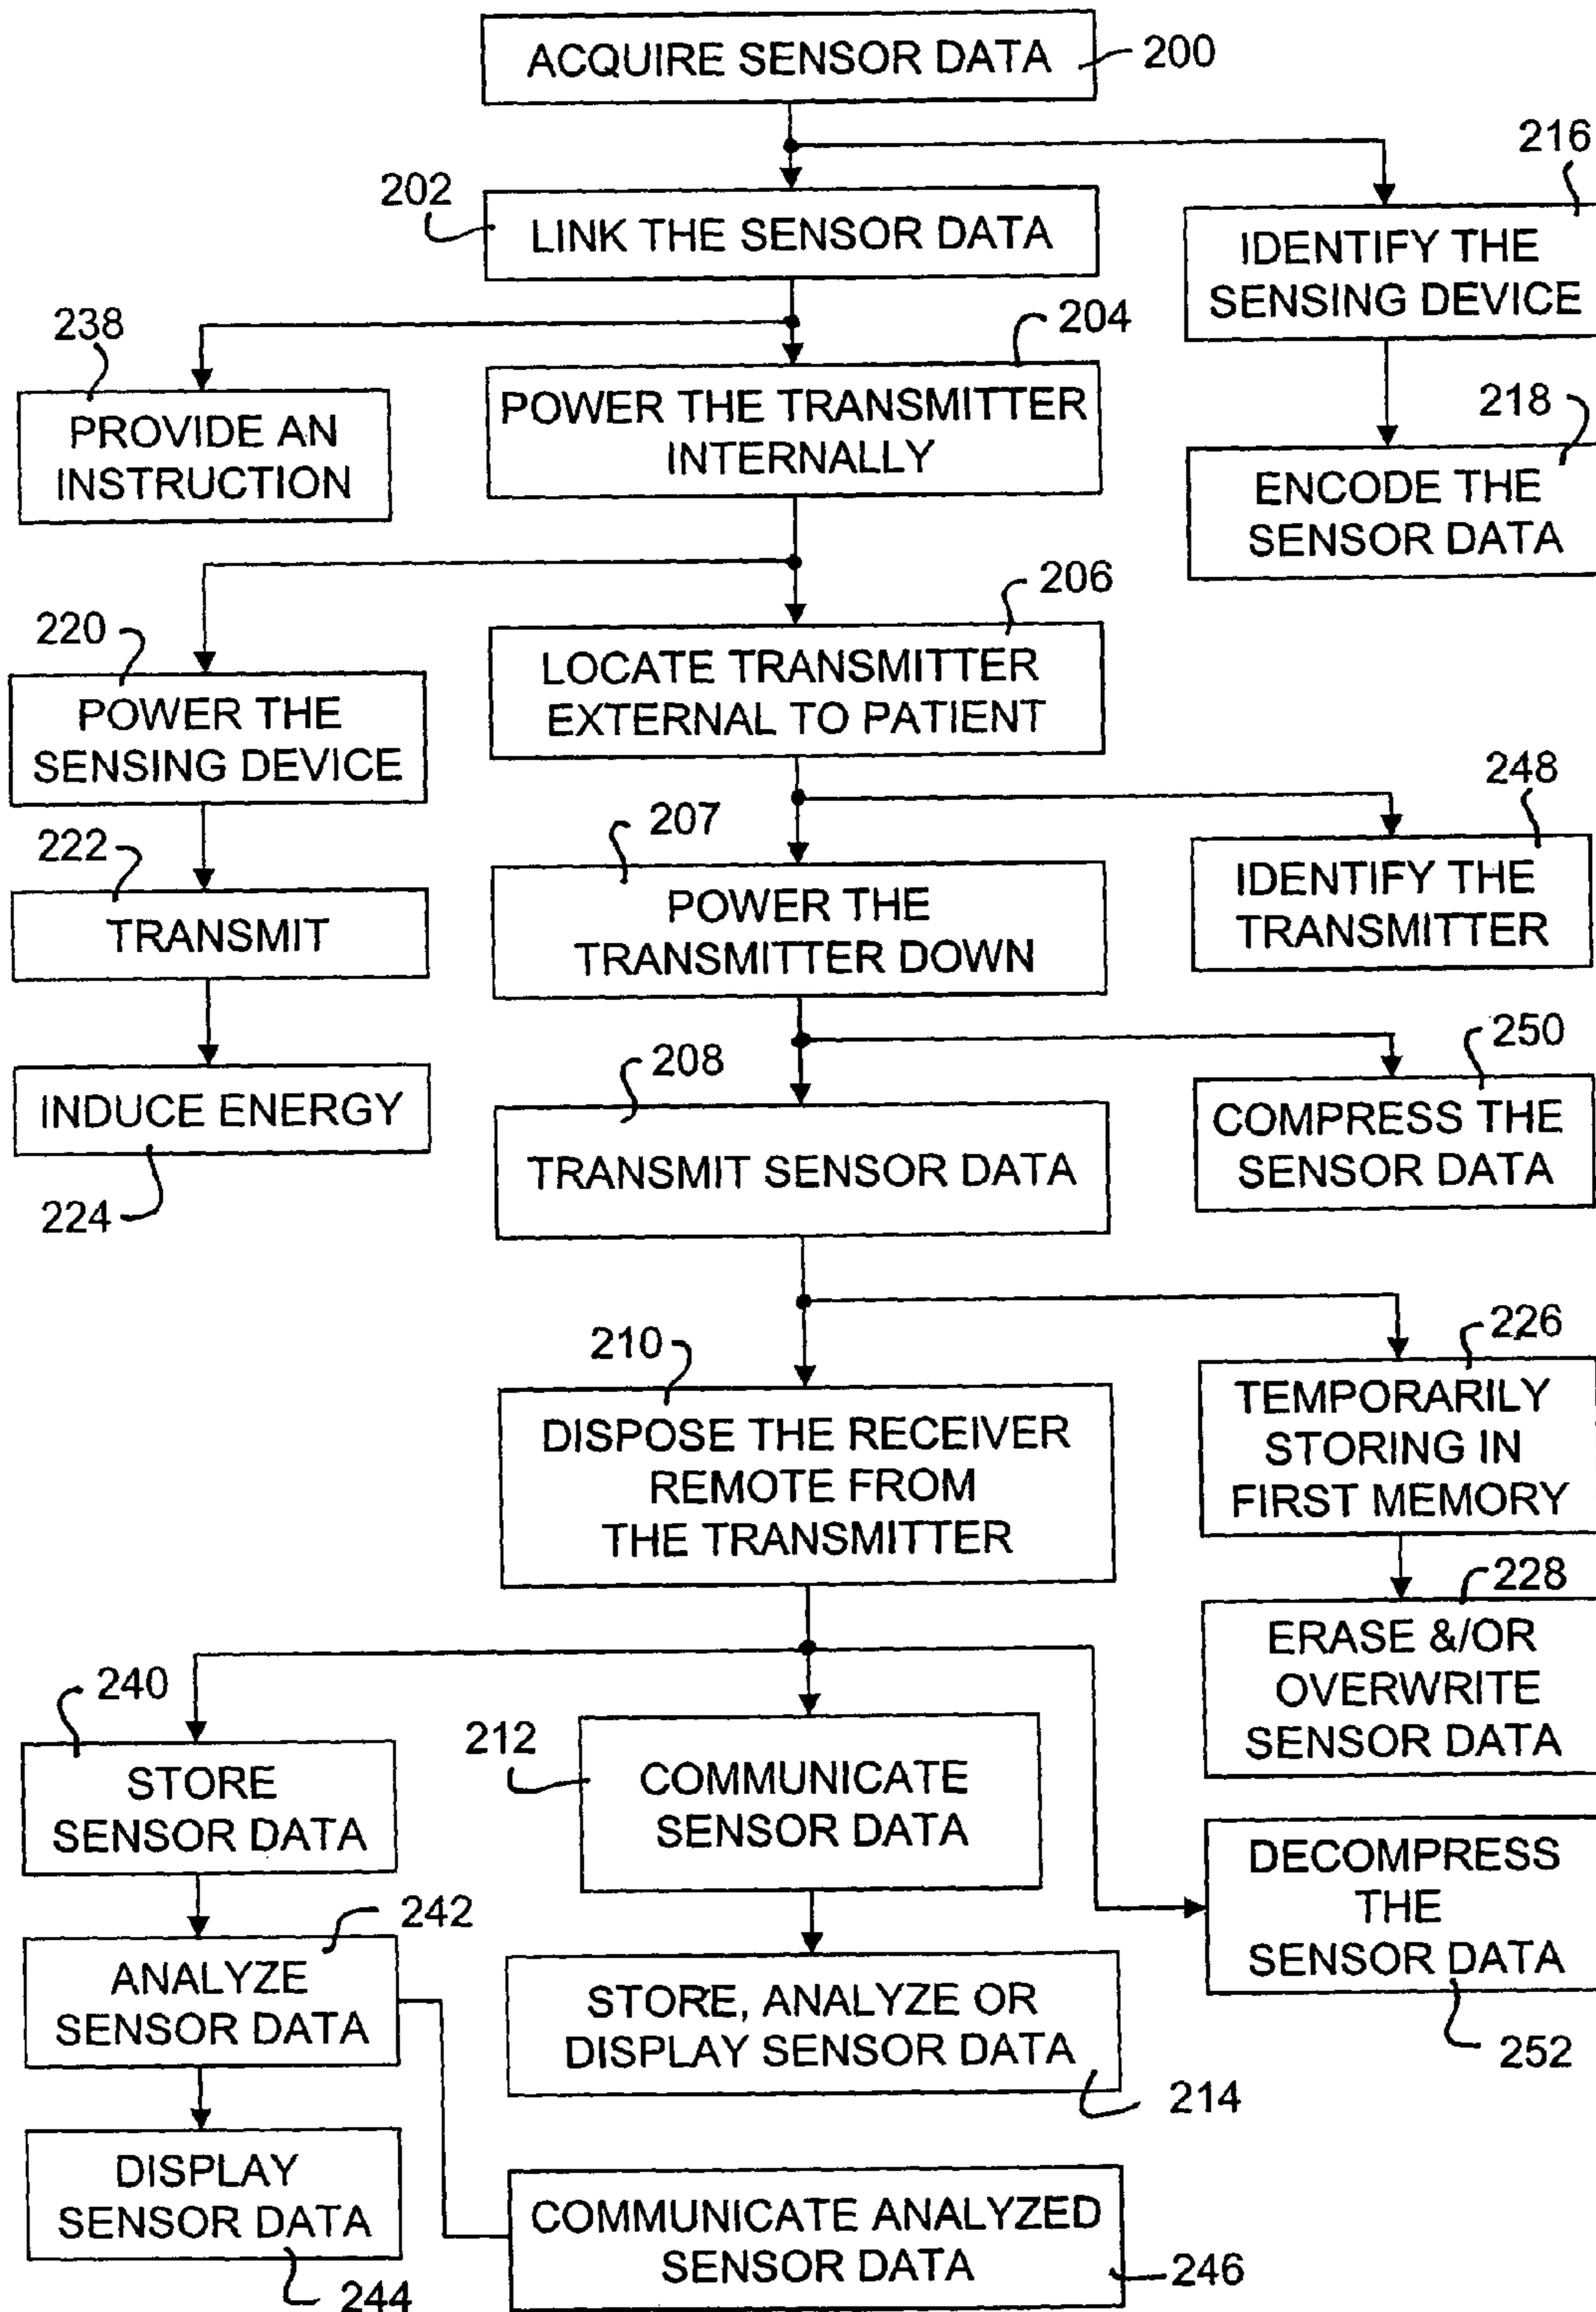 ACQUIRE SENSOR DATA
200
216
202
LINK THE SENSOR DATA
IDENTIFY THE
SENSING DEVICE
238
204
PROVIDE AN
INSTRUCTION
POWER THE TRANSMITTER
INTERNALLY
218
ENCODE THE
SENSOR DATA
206
220
LOCATE TRANSMITTER
EXTERNAL TO PATIENT
POWER THE
SENSING DEVICE
248
207
222
IDENTIFY THE
TRANSMITTER
POWER THE
TRANSMITTER DOWN
TRANSMIT
250
208
INDUCE ENERGY
COMPRESS THE
SENSOR DATA
TRANSMIT SENSOR DATA
224
226
210
TEMPORARILY
STORING IN
FIRST MEMORY
DISPOSE THE RECEIVER
REMOTE FROM
THE TRANSMITTER
228
ERASE &/OR
OVERWRITE
SENSOR DATA
240
212
STORE
SENSOR DATA
COMMUNICATE
SENSOR DATA
DECOMPRESS
THE
SENSOR DATA
242
ANALYZE
SENSOR DATA
STORE, ANALYZE OR
DISPLAY SENSOR DATA
252
214
DISPLAY
SENSOR DATA
COMMUNICATE ANALYZED
SENSOR DATA
246
244